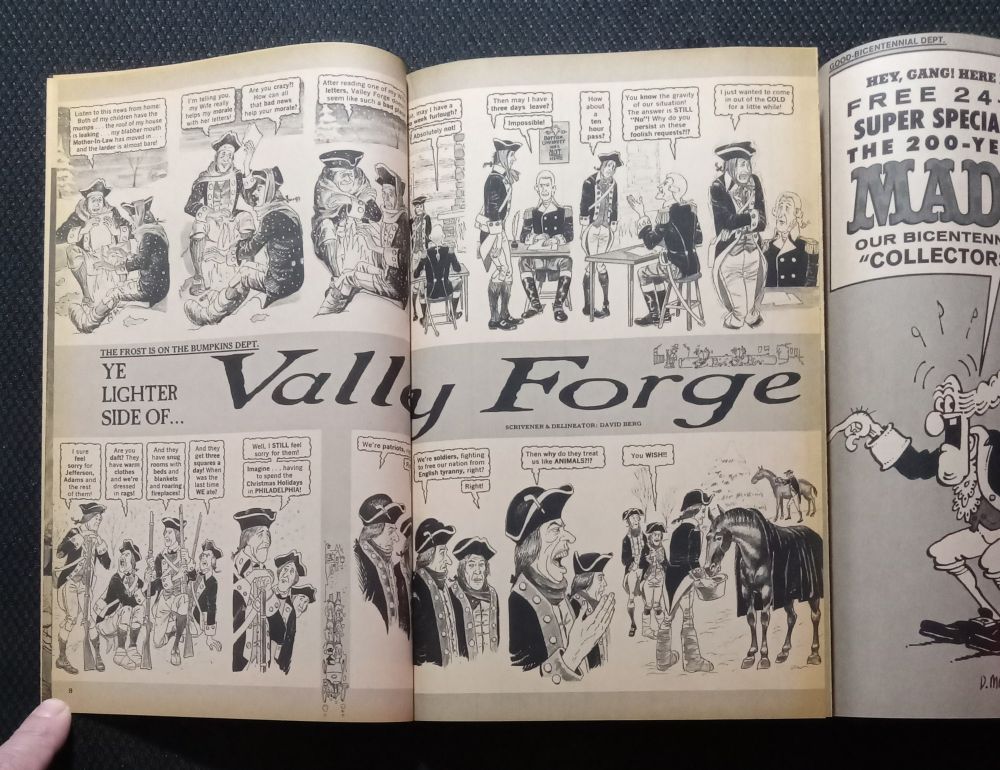 Listen to this news from home:
Both of my children have the
mumps . . . the roof of my house
is leaking . . . my blabber mouth
Mother-In-Law has moved in . . .
and the larder is almost bare!
I'm telling you,
my Wife really
helps my morale
with her letters!
Are you crazy?!
How can all
that bad news
help your morale?
After reading one of my
letters, Valley Forge
seem like such a bad
may I have a
week furlough?
Absolutely not!
Then may I have
three days leave?
Impossible!
How
about a
ten
hour
pass?
You know the gravity
of our situation!
The answer is STILL
"No"! Why do you
persist in these
foolish requests!?
I just wanted to
come in out of the COLD
for a little while!
THE FROST IS ON THE BUMPKINS DEPT.
YE
LIGHTER
SIDE OF...
Vally Forge
SCRIVENER & DELINEATOR: DAVID BERG
I sure
feel
sorry for
Jefferson,
Adams
and the
rest of
them!
Are you
daft? They
have warm
clothes
and we're
dressed
in rags!
And they
have snug
rooms with
beds and
blankets
and roaring
fireplaces!
And they
get three
squares a
day! When
was the
last time
WE ate?
Well, I STILL feel
sorry for them!
Imagine . . . having
to spend the
Christmas Holidays
in PHILADELPHIA!
We're patriots,
We're soldiers, fighting
to free our nation from
English tyranny, right?
Right!
Then why do they treat
us like ANIMALS?!?
You WISH!!
8
GOOD-BICENTENNIAL DEPT.
HEY, GANG! HERE
FREE 24
SUPER SPECIA
THE 200-YE
MAD
OUR BICENTENN
"COLLECTOR